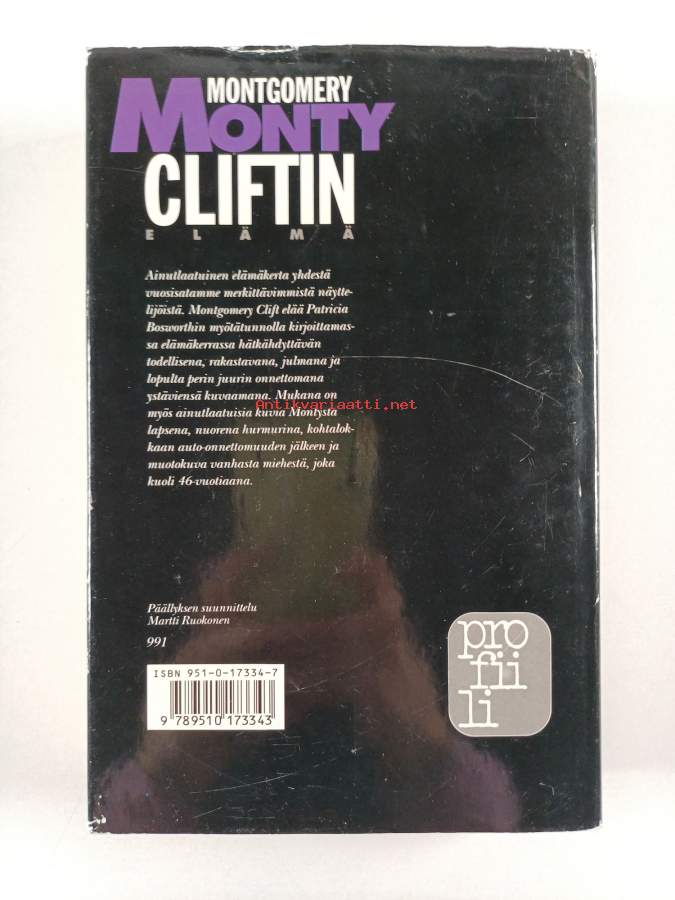 MONTGOMERY
MONTY
CLIFTIN
ELÄMÄ
Ainutlaatuinen elämäkerta yhdestä
vuosisatamme merkittävimmistä näytte-
lijöistä. Montgomery Clift elää Patricia
Bosworthin myötätunnolla kirjoittamas-
sa elämäkerrassa hätkähdyttävän
todellisena, rakastavana, julmana ja
lopulta perin juurin onnettomana
ystäviensä kuvaamana. Mukana on
Antikvariaatti.net
myös ainutlaatuisia kuvia Montystä
lapsena, nuorena hurmurina, kohtalok-
kaan auto-onnettomuuden jälkeen ja
muotokuva vanhasta miehestä, joka
kuoli 46-vuotiaana.
Päällyksen suunnittelu
Martti Ruokonen
991
ISBN 951-0-17334-7
9 789510 173343
pro
fii
li